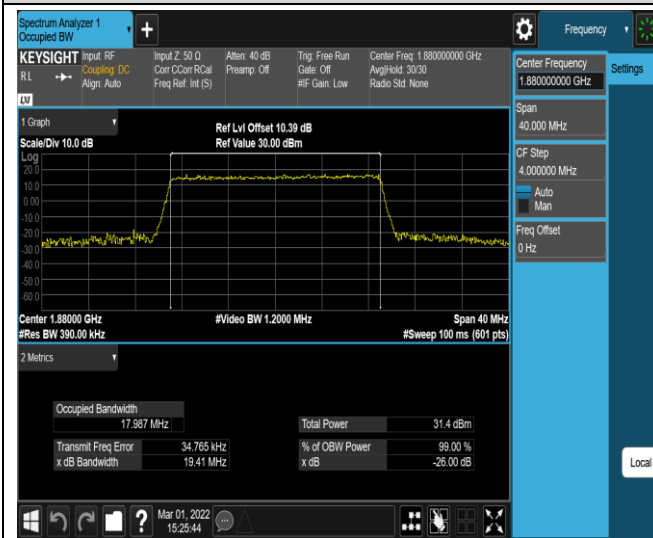 Spectrum Analyzer 1
Occupied BW
+
Frequency
KEYSIGHT
RL
LXI
Input: RF
Coupling: DC
Align: Auto
Input Z: 50 Ω
Corr CCorr RCal
Freq Ref: Int (S)
Atten: 40 dB
Preamp: Off
Trig: Free Run
Gate: Off
#IF Gain: Low
Center Freq: 1.880000000 GHz
Avg|Hold: 30/30
Radio Std: None
Center Frequency
1.880000000 GHz
Settings
Span
40.000 MHz
CF Step
4.000000 MHz
Auto
Man
Freq Offset
0 Hz
Local
1 Graph
Scale/Div 10.0 dB
Ref Lvl Offset 10.39 dB
Ref Value 30.00 dBm
Log
20.0
10.0
0.00
-10.0
-20.0
-30.0
-40.0
-50.0
-60.0
Center 1.88000 GHz
#Video BW 1.2000 MHz
Span 40 MHz
#Res BW 390.00 kHz
#Sweep 100 ms (601 pts)
2 Metrics
Occupied Bandwidth
17.987 MHz
Total Power 31.4 dBm
Transmit Freq Error 34.765 kHz
% of OBW Power 99.00 %
x dB Bandwidth 19.41 MHz
x dB -26.00 dB
?
Mar 01, 2022
15:25:44